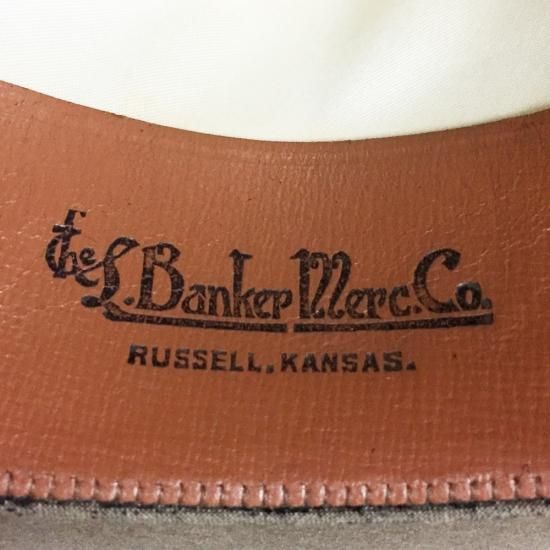 The L. Banker Merc. Co.
RUSSELL, KANSAS.